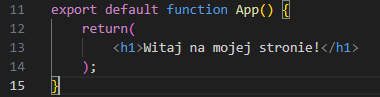 11 export default function App() {
12 return(
13 <h1>Witaj na mojej stronie!</h1>
14 );
15 }